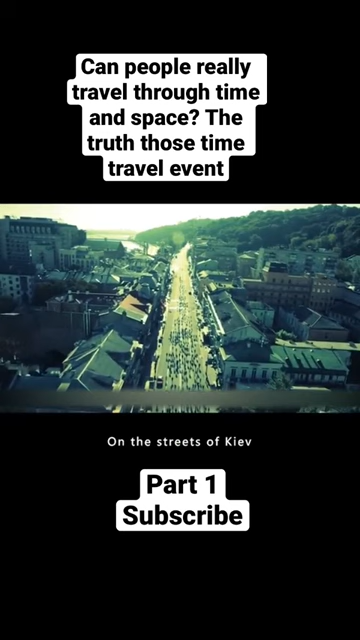 Can people really
travel through time
and space? The
truth those time
travel event
On the streets of Kiev
Part 1
Subscribe